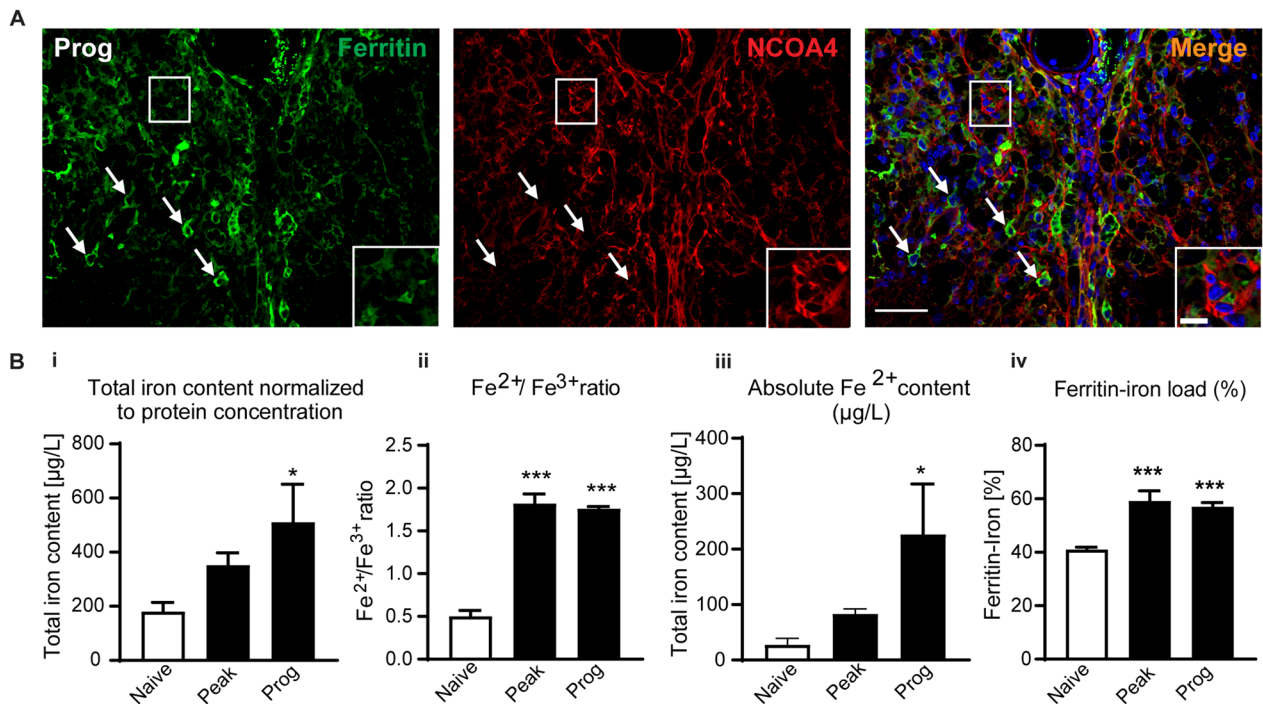 A
Prog
Ferritin
NCOA4
Merge
B
i
Total iron content normalized
to protein concentration
Total iron content [µg/L]
800
600
400
200
0
*
Naive
Peak
Prog
ii
Fe2+/ Fe3+ ratio
Fe2+/Fe3+ ratio
2.5
2.0
1.5
1.0
0.5
0.0
***
***
Naive
Peak
Prog
iii
Absolute Fe 2+ content
(µg/L)
Total iron content [µg/L]
400
300
200
100
0
*
Naive
Peak
Prog
iv
Ferritin-iron load (%)
Ferritin-Iron [%]
80
60
40
20
0
***
***
Naive
Peak
Prog